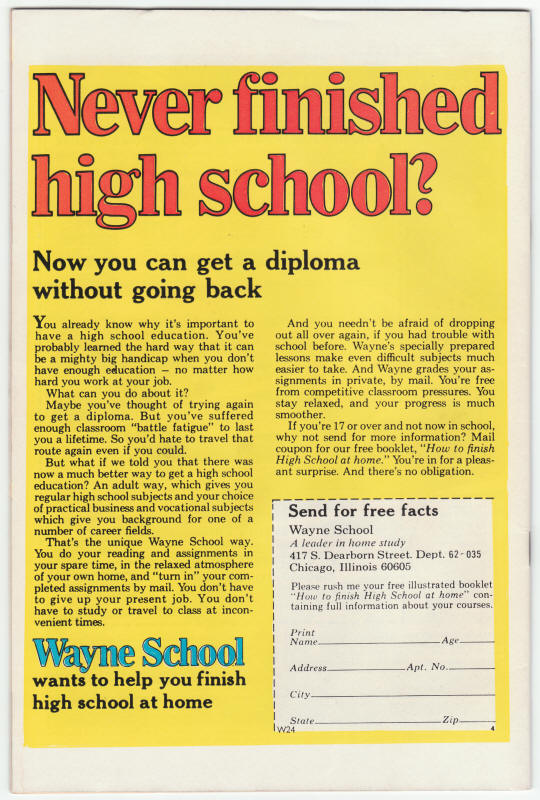 Never finished
high school?
Now you can get a diploma
without going back
You already know why it's important to
have a high school education. You've
probably learned the hard way that it can
be a mighty big handicap when you don't
have enough education – no matter how
hard you work at your job.
What can you do about it?
Maybe you've thought of trying again
to get a diploma. But you've suffered
enough classroom "battle fatigue" to last
you a lifetime. So you'd hate to travel that
route again even if you could.
But what if we told you that there was
now a much better way to get a high school
education? An adult way, which gives you
regular high school subjects and your choice
of practical business and vocational subjects
which give you background for one of a
number of career fields.
That's the unique Wayne School way.
You do your reading and assignments in
your spare time, in the relaxed atmosphere
of your own home, and "turn in" your com-
pleted assignments by mail. You don't have
to give up your present job. You don't
have to study or travel to class at incon-
venient times.
Wayne School
wants to help you finish
high school at home
And you needn't be afraid of dropping
out all over again, if you had trouble with
school before. Wayne's specially prepared
lessons make even difficult subjects much
easier to take. And Wayne grades your as-
signments in private, by mail. You're free
from competitive classroom pressures. You
stay relaxed, and your progress is much
smoother.
If you're 17 or over and not now in school,
why not send for more information? Mail
coupon for our free booklet, "How to finish
High School at home." You're in for a pleas-
ant surprise. And there's no obligation.
Send for free facts
Wayne School
A leader in home study
417 S. Dearborn Street. Dept. 62-035
Chicago, Illinois 60605
Please rush me your free illustrated booklet
"How to finish High School at home" con-
taining full information about your courses.
Print
Name Age
Address Apt. No.
City
State Zip
W24 4